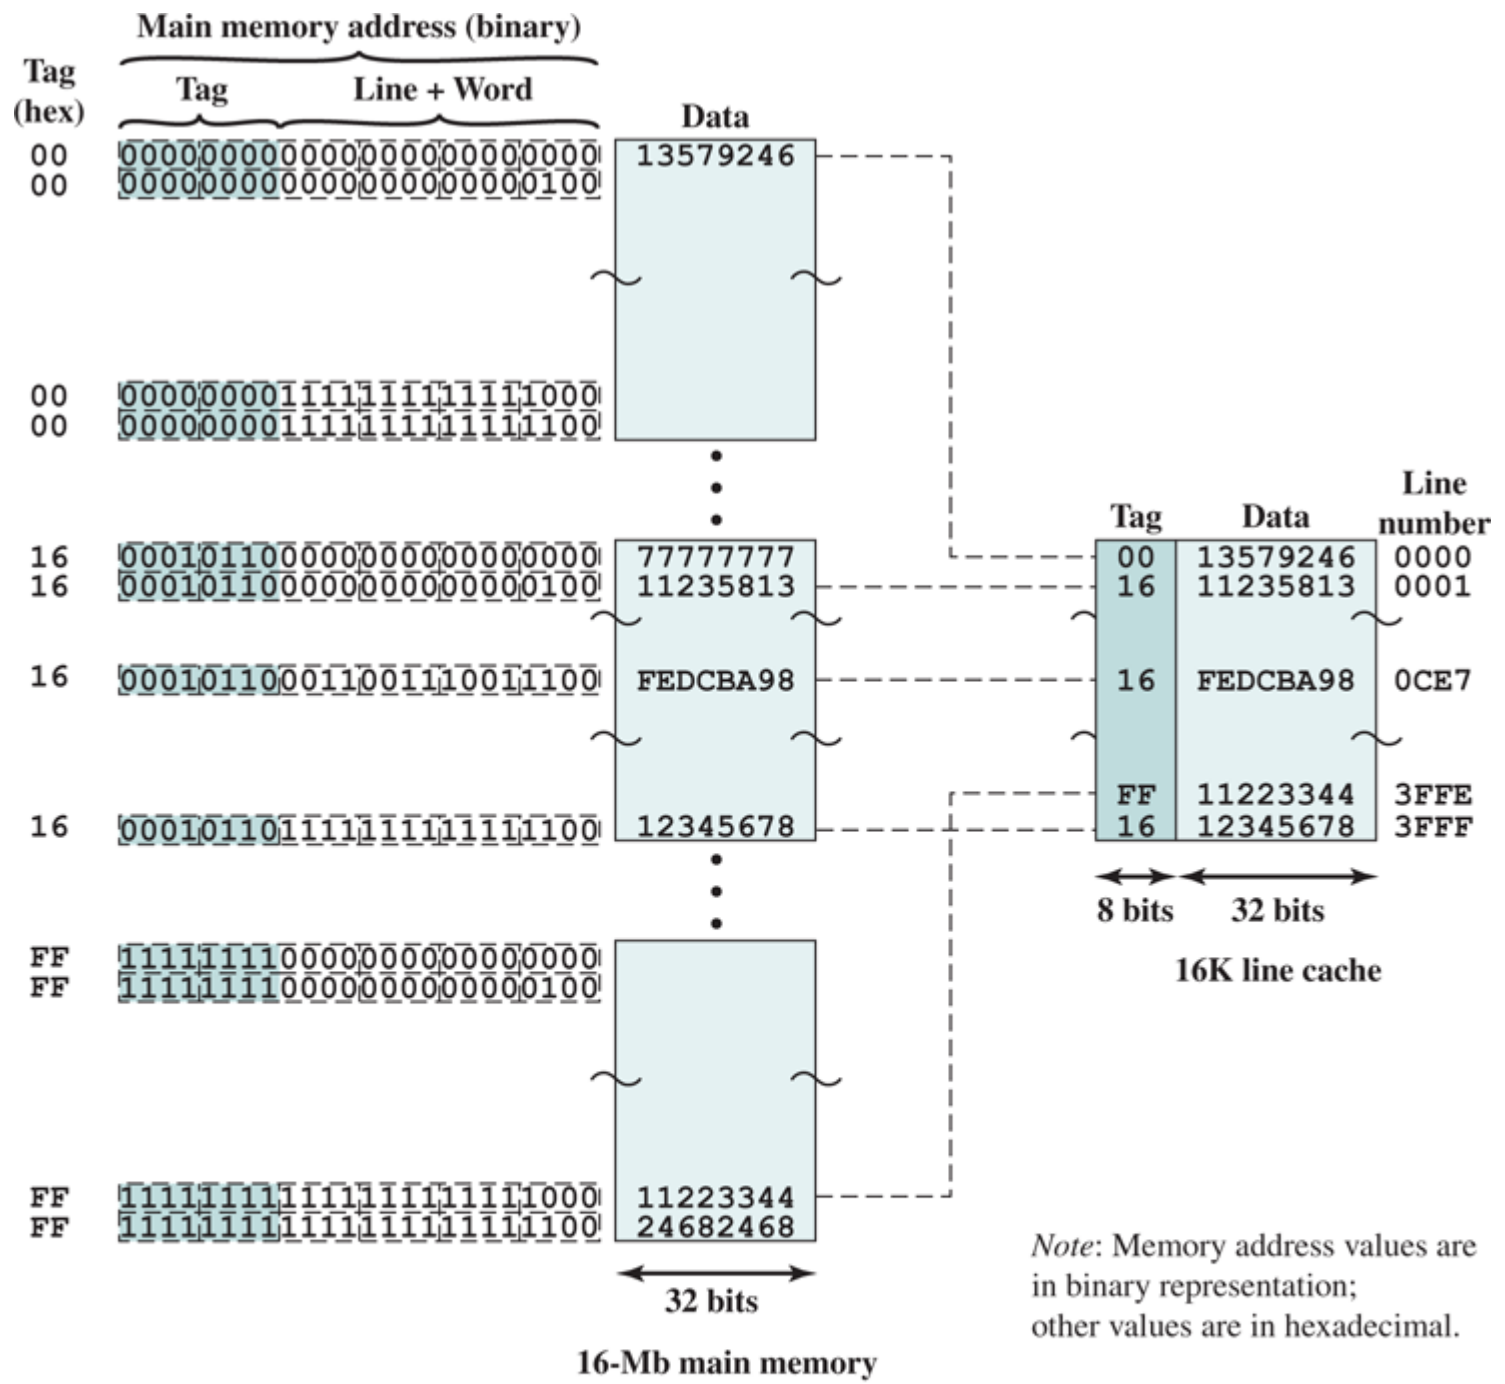 Main memory address (binary)
Tag
(hex)
Tag Line + Word Data
00 000000000000000000000000 13579246
00 000000000000000000000100
00 000000001111111111111000
00 000000001111111111111100
Line
Tag Data number
16 000101100000000000000000 77777777 00 13579246 0000
16 000101100000000000000100 11235813 16 11235813 0001
16 000101100011001110011100 FEDCBA98 16 FEDCBA98 0CE7
FF 11223344 3FFE
16 000101101111111111111100 12345678 16 12345678 3FFF
8 bits 32 bits
FF 111111110000000000000000
FF 111111110000000000000100
16K line cache
FF 111111111111111111111000 11223344
FF 111111111111111111111100 24682468
32 bits
16-Mb main memory
Note: Memory address values are
in binary representation;
other values are in hexadecimal.